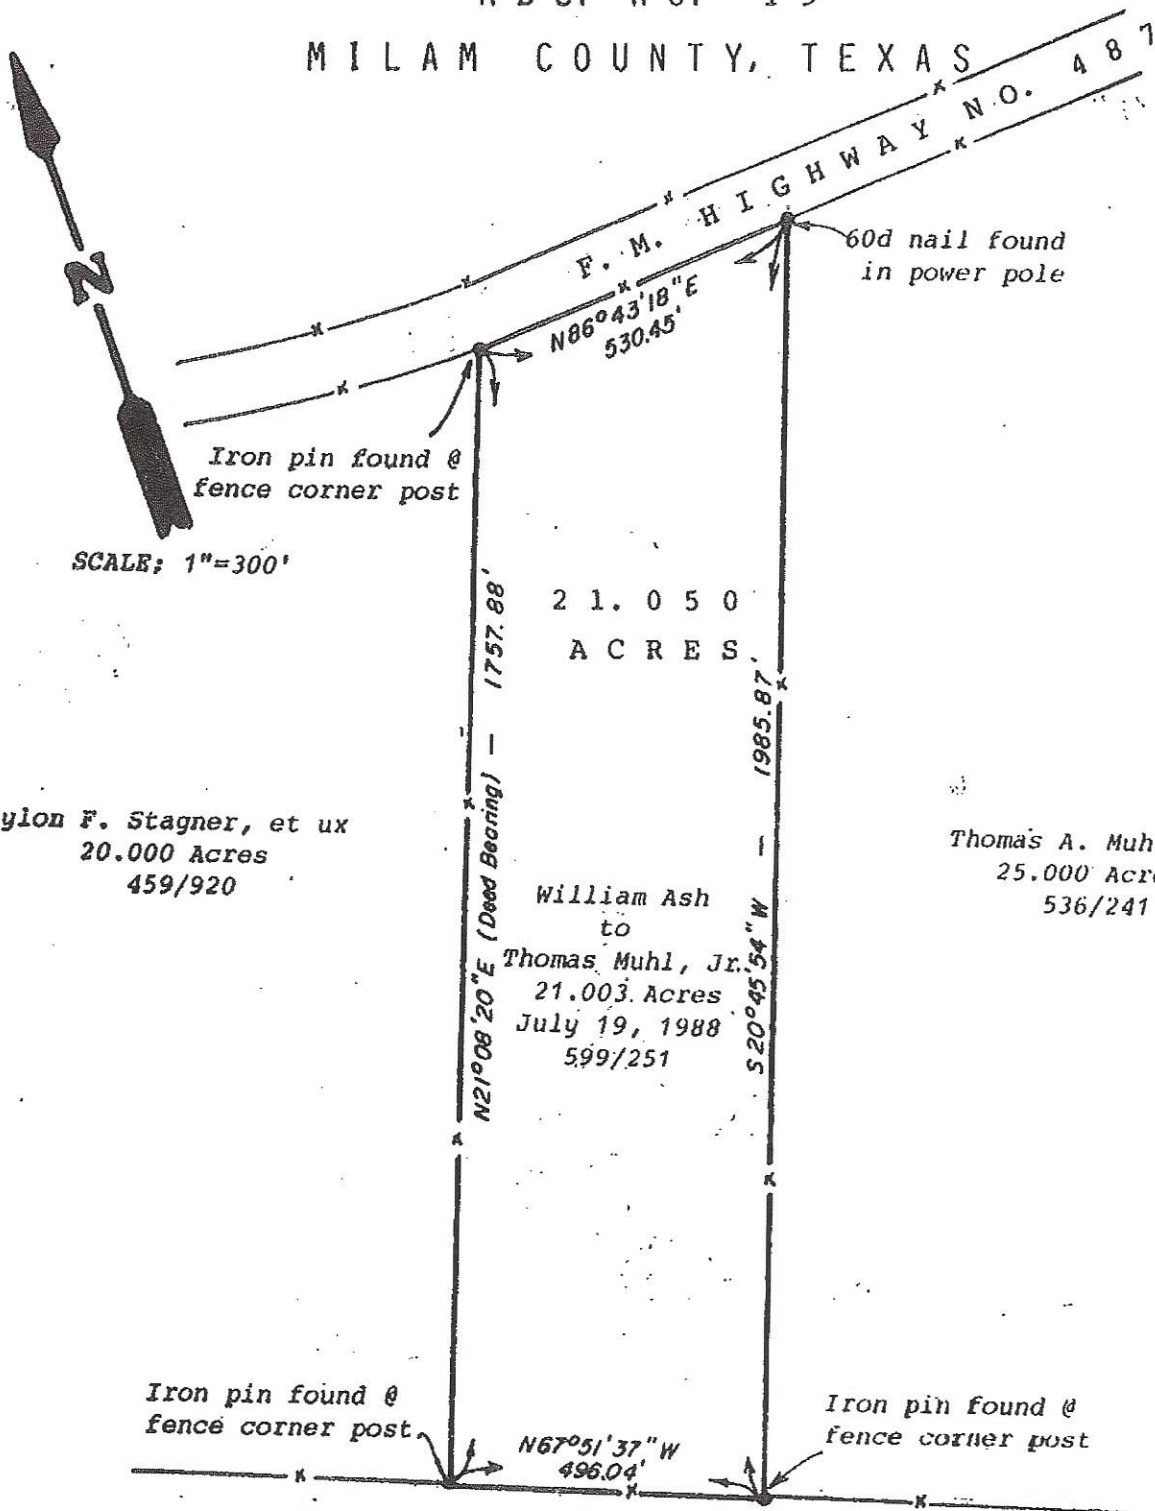 MILAM COUNTY, TEXAS
F. M. HIGHWAY NO. 487
N
60d nail found
in power pole
N86°43'18"E
530.45'
Iron pin found @
fence corner post
SCALE; 1"=300'
21.050
ACRES
N21°08'20"E (Deed Bearing) — 1757.88'
S20°45'54"W — 1985.87'
ylon F. Stagner, et ux
20.000 Acres
459/920
Thomas A. Muh
25.000 Acre
536/241
William Ash
to
Thomas Muhl, Jr.
21.003 Acres
July 19, 1988
599/251
Iron pin found @
fence corner post
N67°51'37"W
496.04'
Iron pin found @
fence corner post